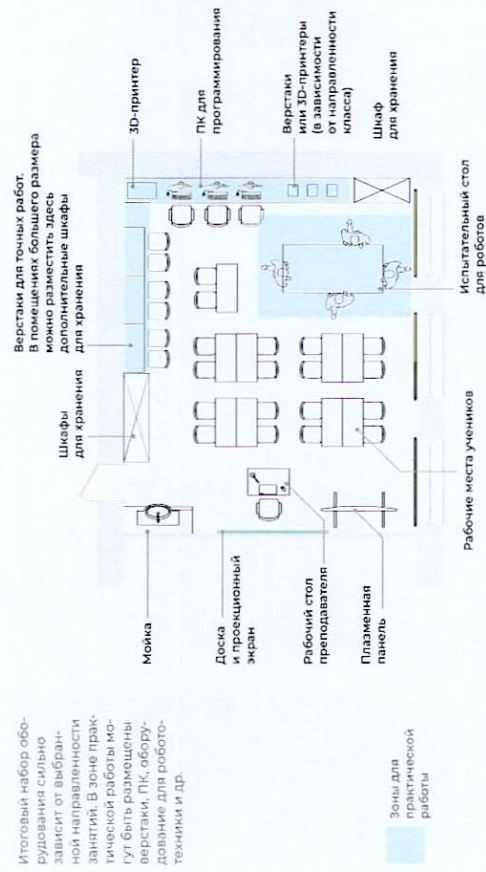 Итоговый набор обо-
рудования сильно
зависит от выбран-
ной направленности
занятий. В зоне прак-
тической работы мо-
гут быть размещены
верстаки, ПК, обору-
дование для робото-
техники и др.
Зоны для
практической
работы
Мойка
Доска
и проекционный
экран
Рабочий стол
преподавателя
Плазменная
панель
Шкафы
для хранения
Верстаки для точных работ.
В помещениях большего размера
можно разместить здесь
дополнительные шкафы
для хранения
3D-принтер
ПК для
программирования
Верстаки
или 3D-принтеры
(в зависимости
от направленности
класса)
Шкаф
для хранения
Испытательный стол
для роботов
Рабочие места учеников